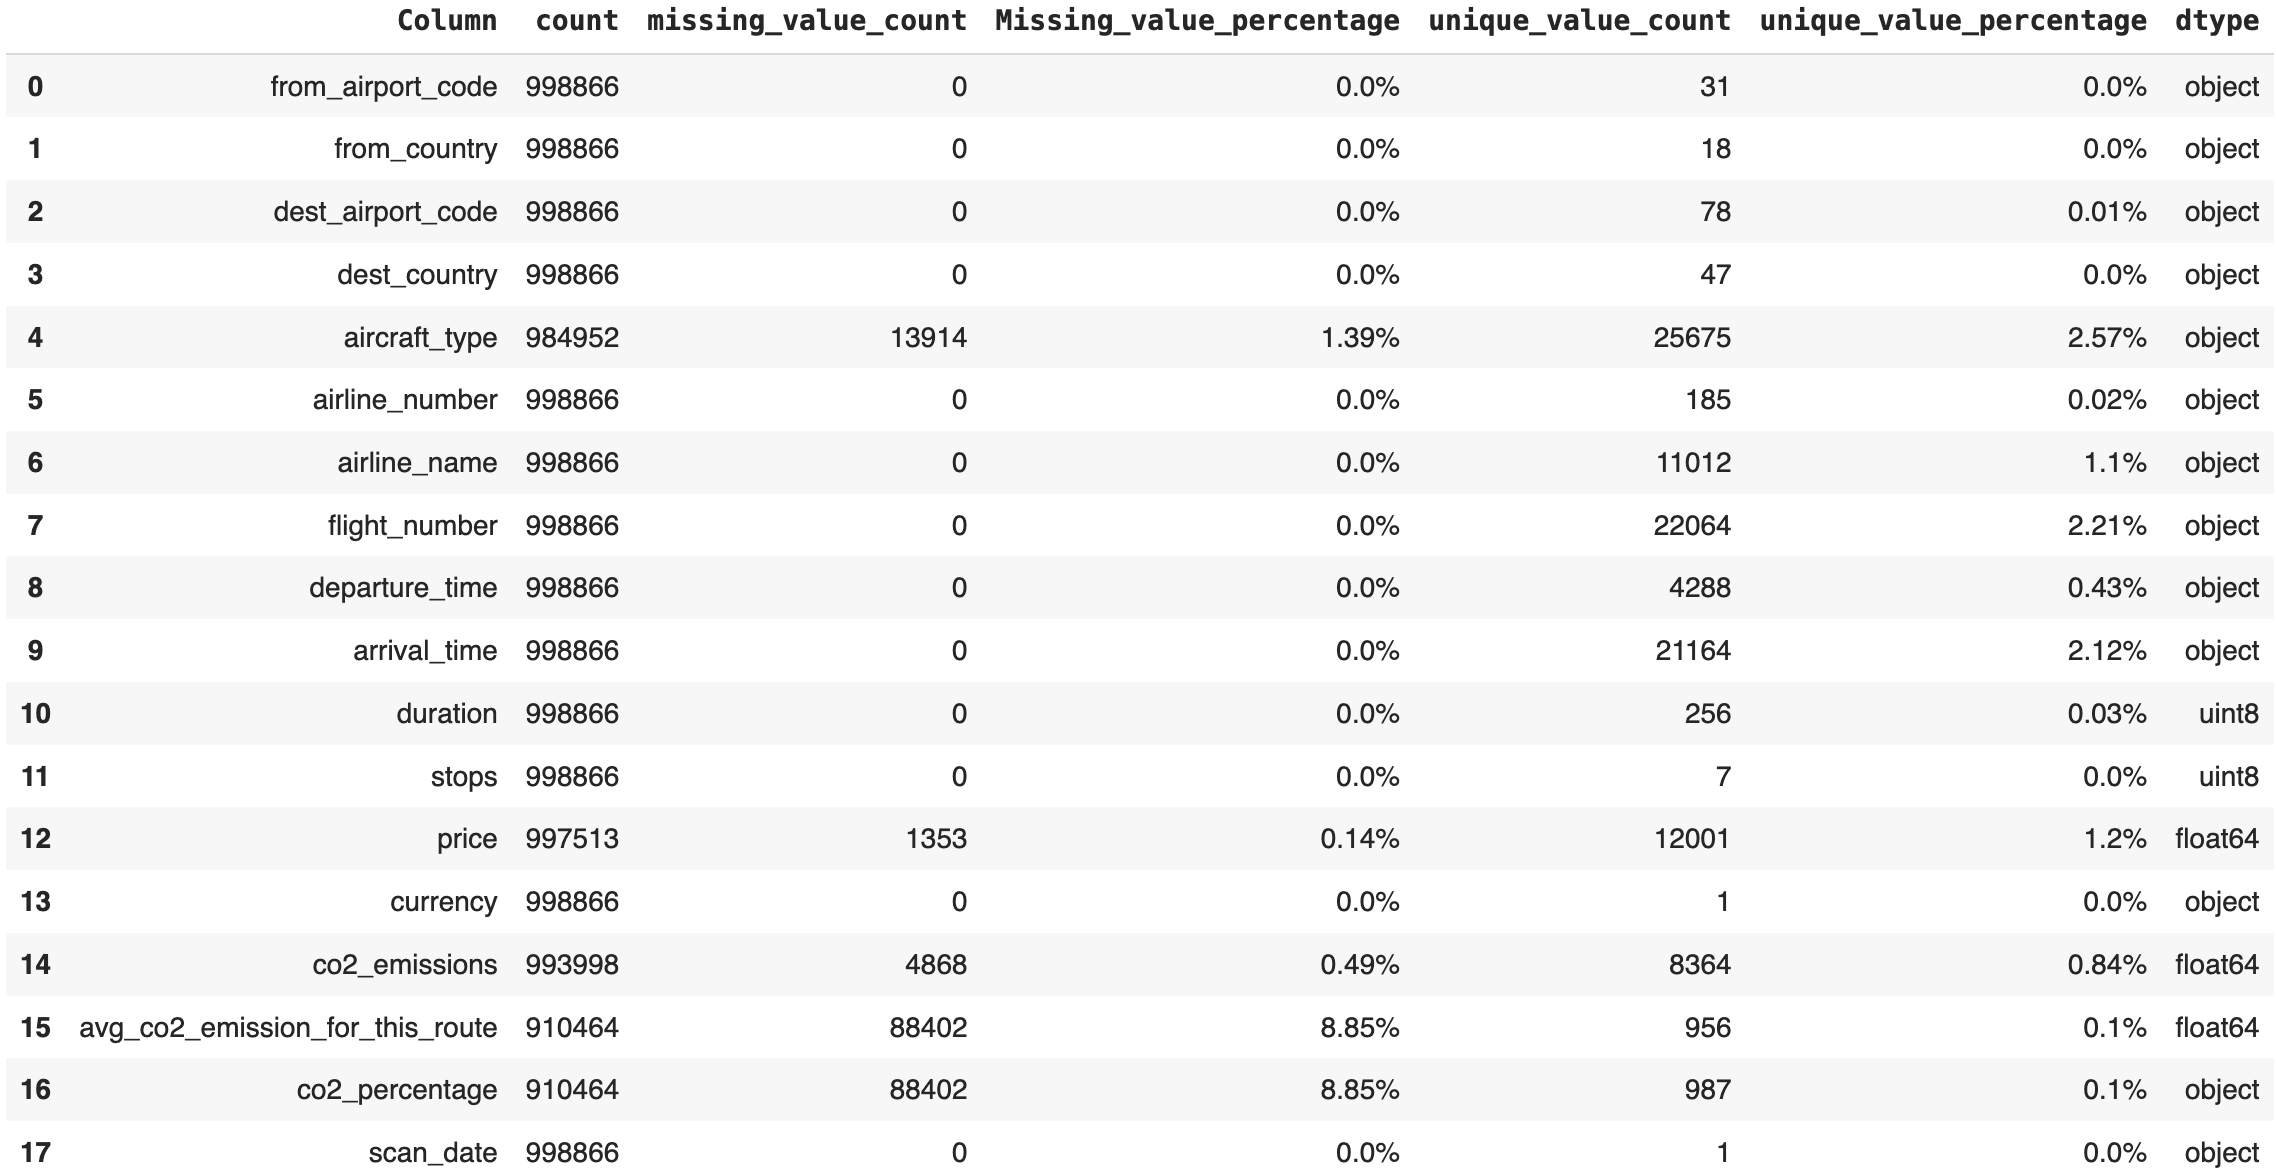 Column count missing_value_count Missing_value_percentage unique_value_count unique_value_percentage dtype
0 from_airport_code 998866 0 0.0% 31 0.0% object
1 from_country 998866 0 0.0% 18 0.0% object
2 dest_airport_code 998866 0 0.0% 78 0.01% object
3 dest_country 998866 0 0.0% 47 0.0% object
4 aircraft_type 984952 13914 1.39% 25675 2.57% object
5 airline_number 998866 0 0.0% 185 0.02% object
6 airline_name 998866 0 0.0% 11012 1.1% object
7 flight_number 998866 0 0.0% 22064 2.21% object
8 departure_time 998866 0 0.0% 4288 0.43% object
9 arrival_time 998866 0 0.0% 21164 2.12% object
10 duration 998866 0 0.0% 256 0.03% uint8
11 stops 998866 0 0.0% 7 0.0% uint8
12 price 997513 1353 0.14% 12001 1.2% float64
13 currency 998866 0 0.0% 1 0.0% object
14 co2_emissions 993998 4868 0.49% 8364 0.84% float64
15 avg_co2_emission_for_this_route 910464 88402 8.85% 956 0.1% float64
16 co2_percentage 910464 88402 8.85% 987 0.1% object
17 scan_date 998866 0 0.0% 1 0.0% object